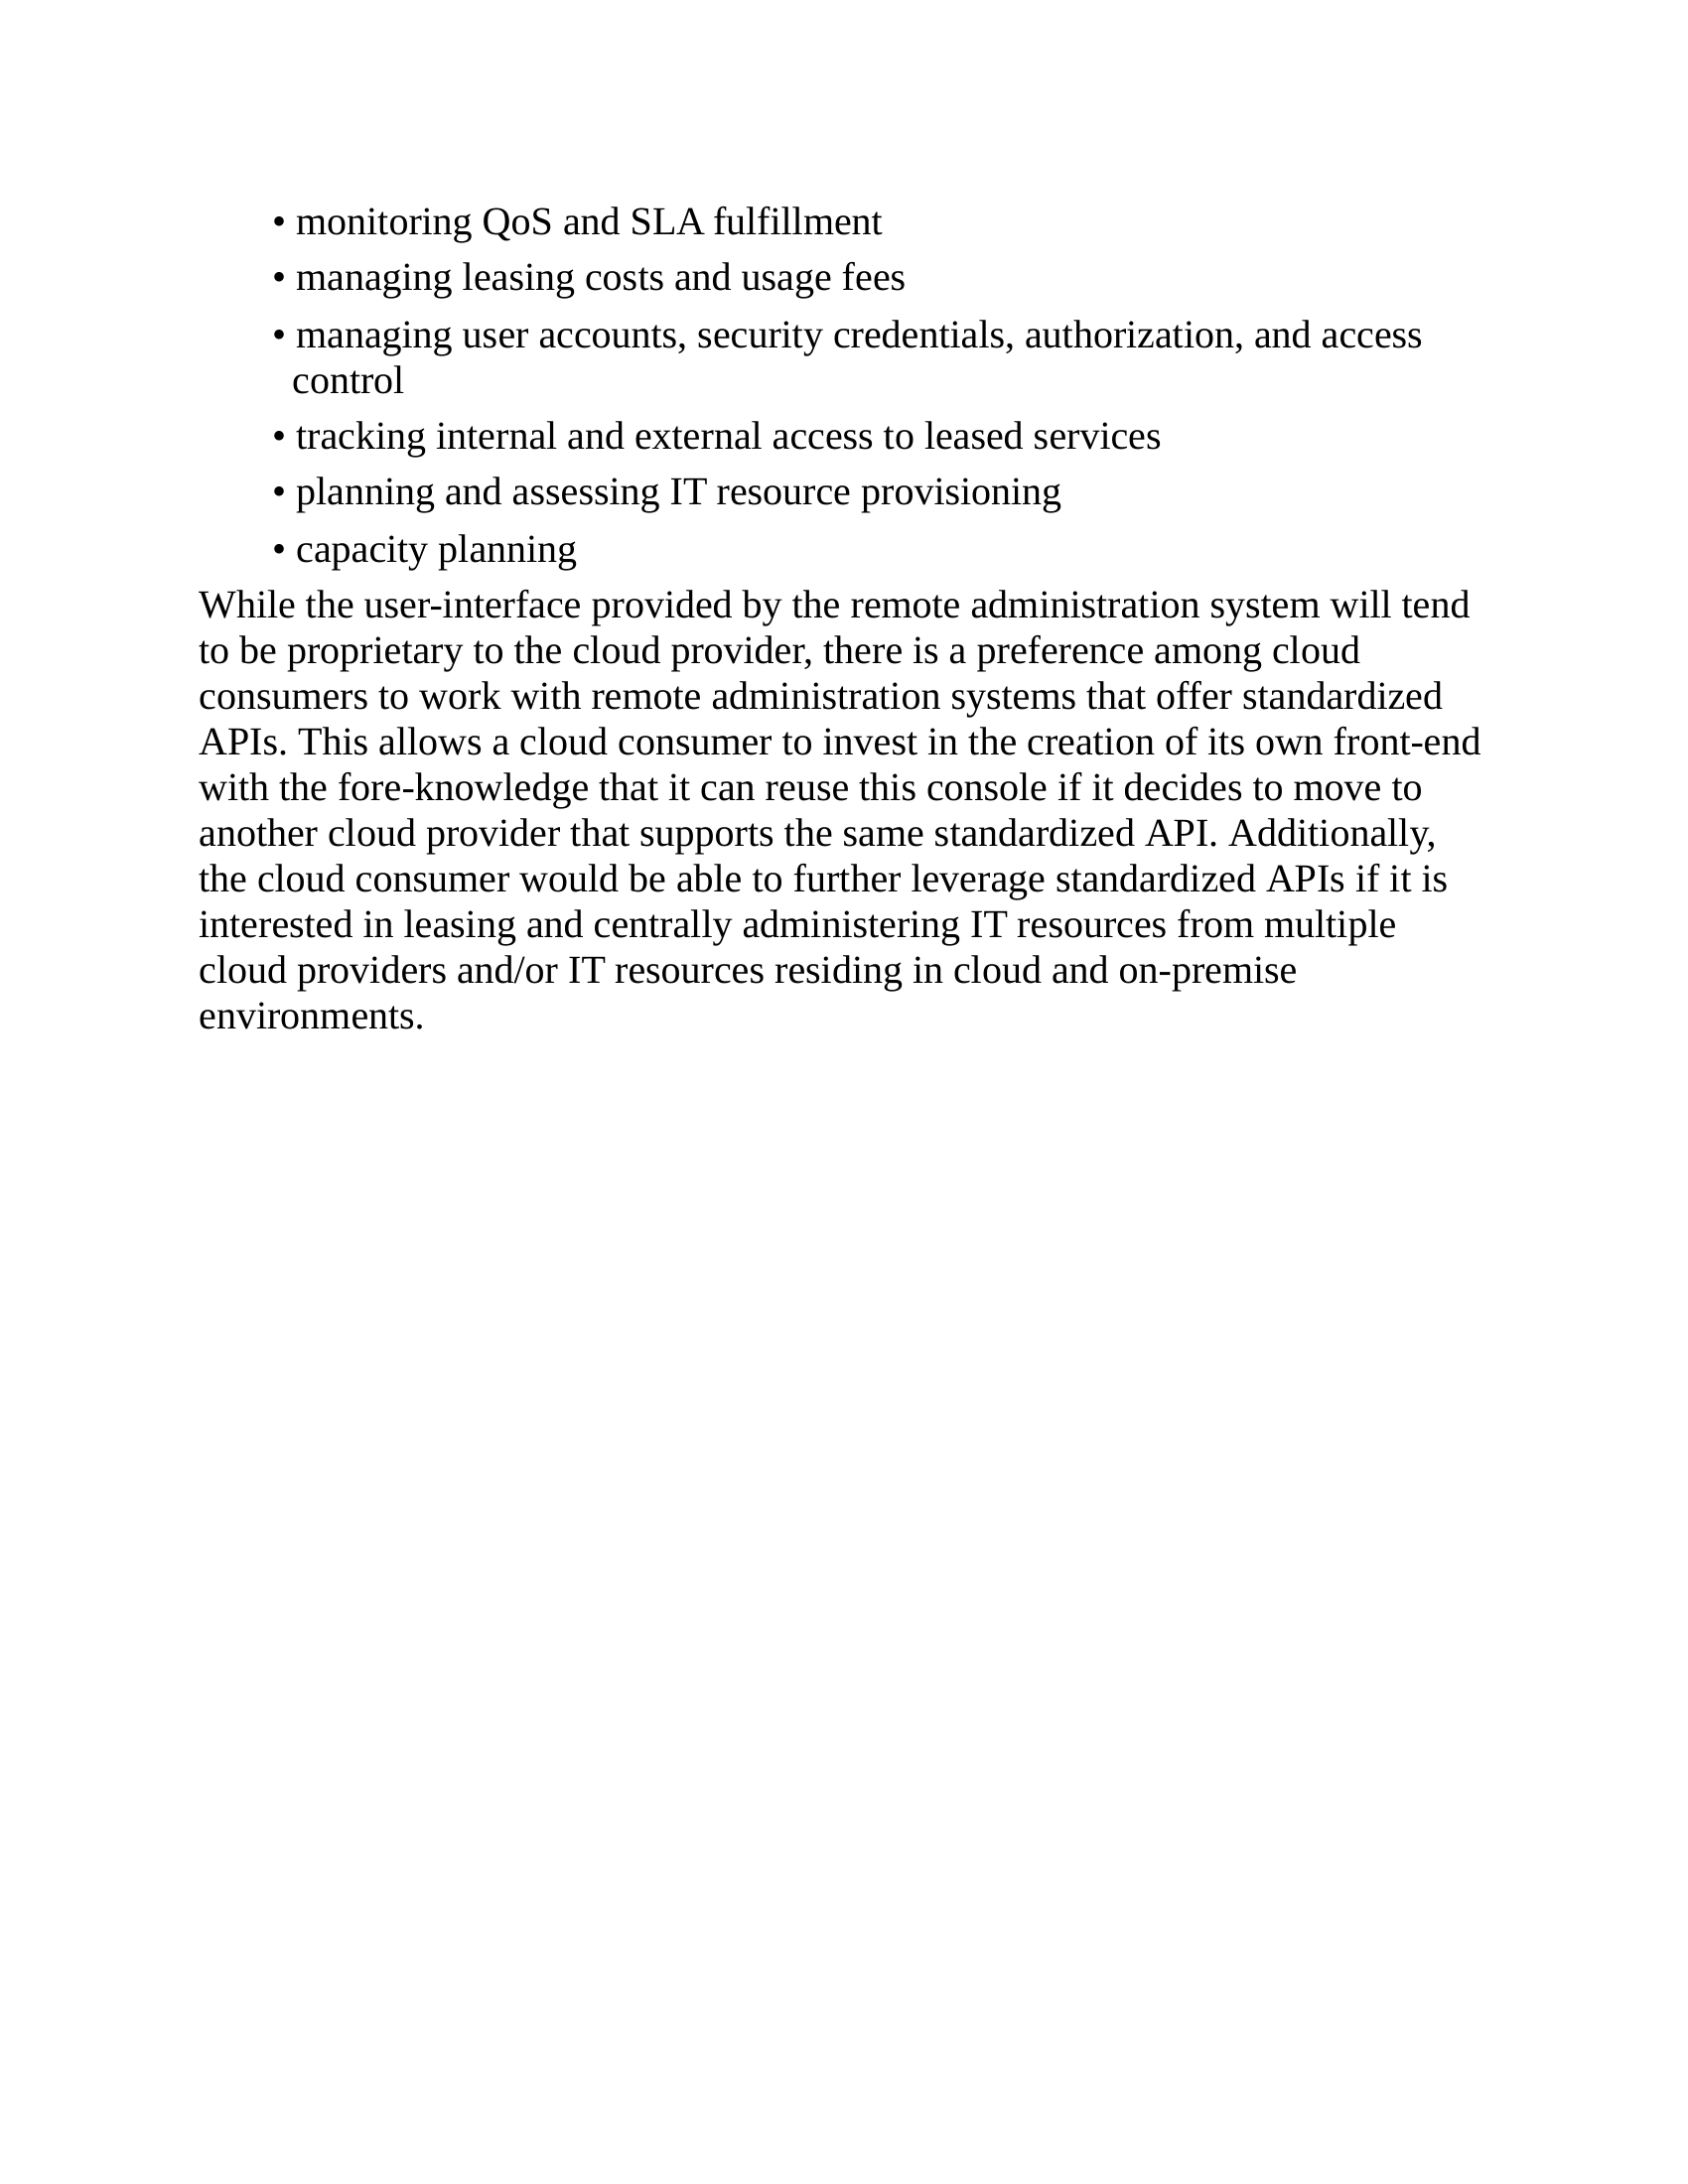 • monitoring QoS and SLA fulfillment
• managing leasing costs and usage fees
• managing user accounts, security credentials, authorization, and access
control
• tracking internal and external access to leased services
• planning and assessing IT resource provisioning
• capacity planning
While the user-interface provided by the remote administration system will tend
to be proprietary to the cloud provider, there is a preference among cloud
consumers to work with remote administration systems that offer standardized
APIs. This allows a cloud consumer to invest in the creation of its own front-end
with the fore-knowledge that it can reuse this console if it decides to move to
another cloud provider that supports the same standardized API. Additionally,
the cloud consumer would be able to further leverage standardized APIs if it is
interested in leasing and centrally administering IT resources from multiple
cloud providers and/or IT resources residing in cloud and on-premise
environments.